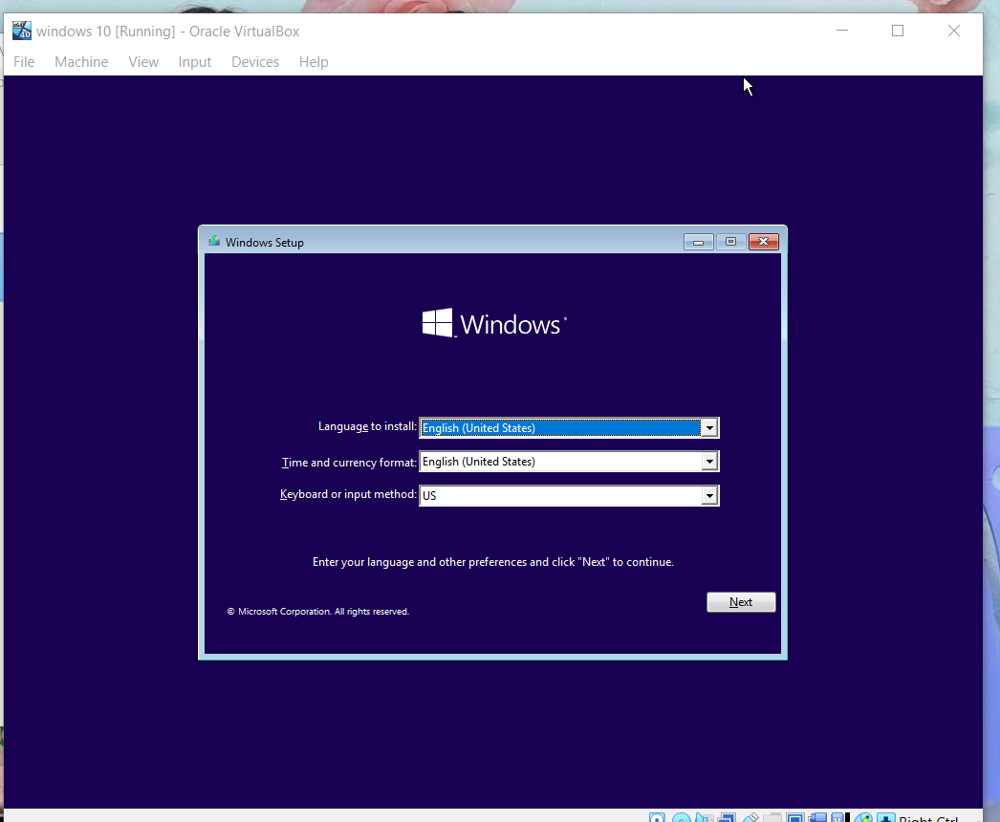 windows 10 [Running] - Oracle VirtualBox
File Machine View Input Devices Help
Windows Setup
Windows
Language to install: English (United States)
Time and currency format: English (United States)
Keyboard or input method: US
Enter your language and other preferences and click "Next" to continue.
© Microsoft Corporation. All rights reserved.
Next
Right Ctrl